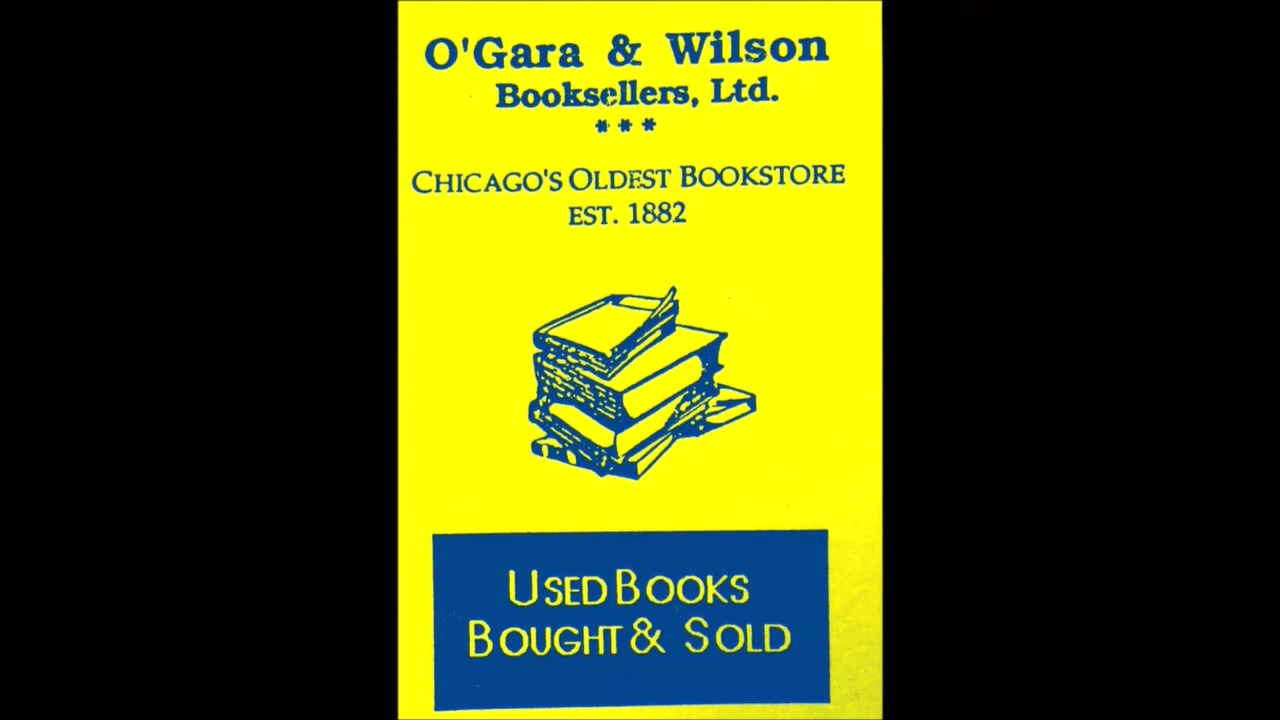 O'Gara & Wilson
Booksellers, Ltd.
***
CHICAGO'S OLDEST BOOKSTORE
EST. 1882
USED BOOKS
BOUGHT & SOLD